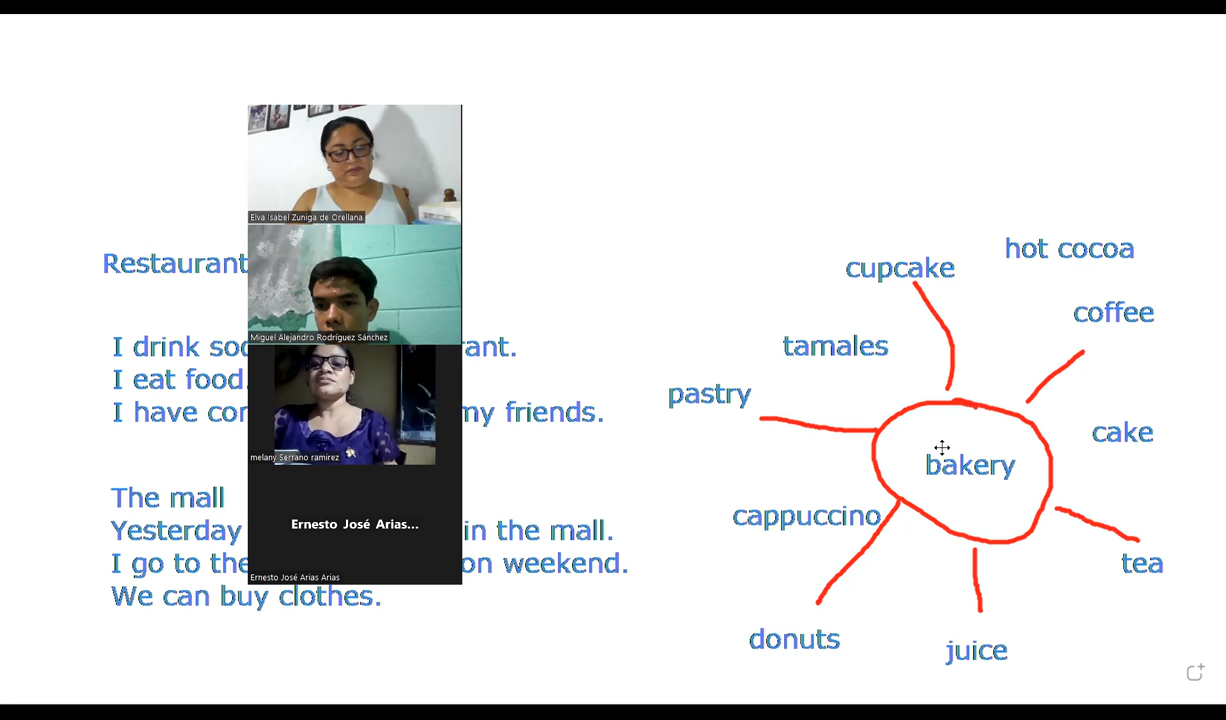 Restaurant
I drink so rant.
I eat food.
I have con my friends.
The mall
Yesterday in the mall.
I go to the on weekend.
We can buy clothes.
Elva Isabel Zuniga de Orellana
Miguel Alejandro Rodríguez Sánchez
melany Serrano ramirez
Ernesto José Arias...
Ernesto José Arias Arias
hot cocoa
cupcake
coffee
tamales
pastry
cake
bakery
cappuccino
tea
donuts
juice